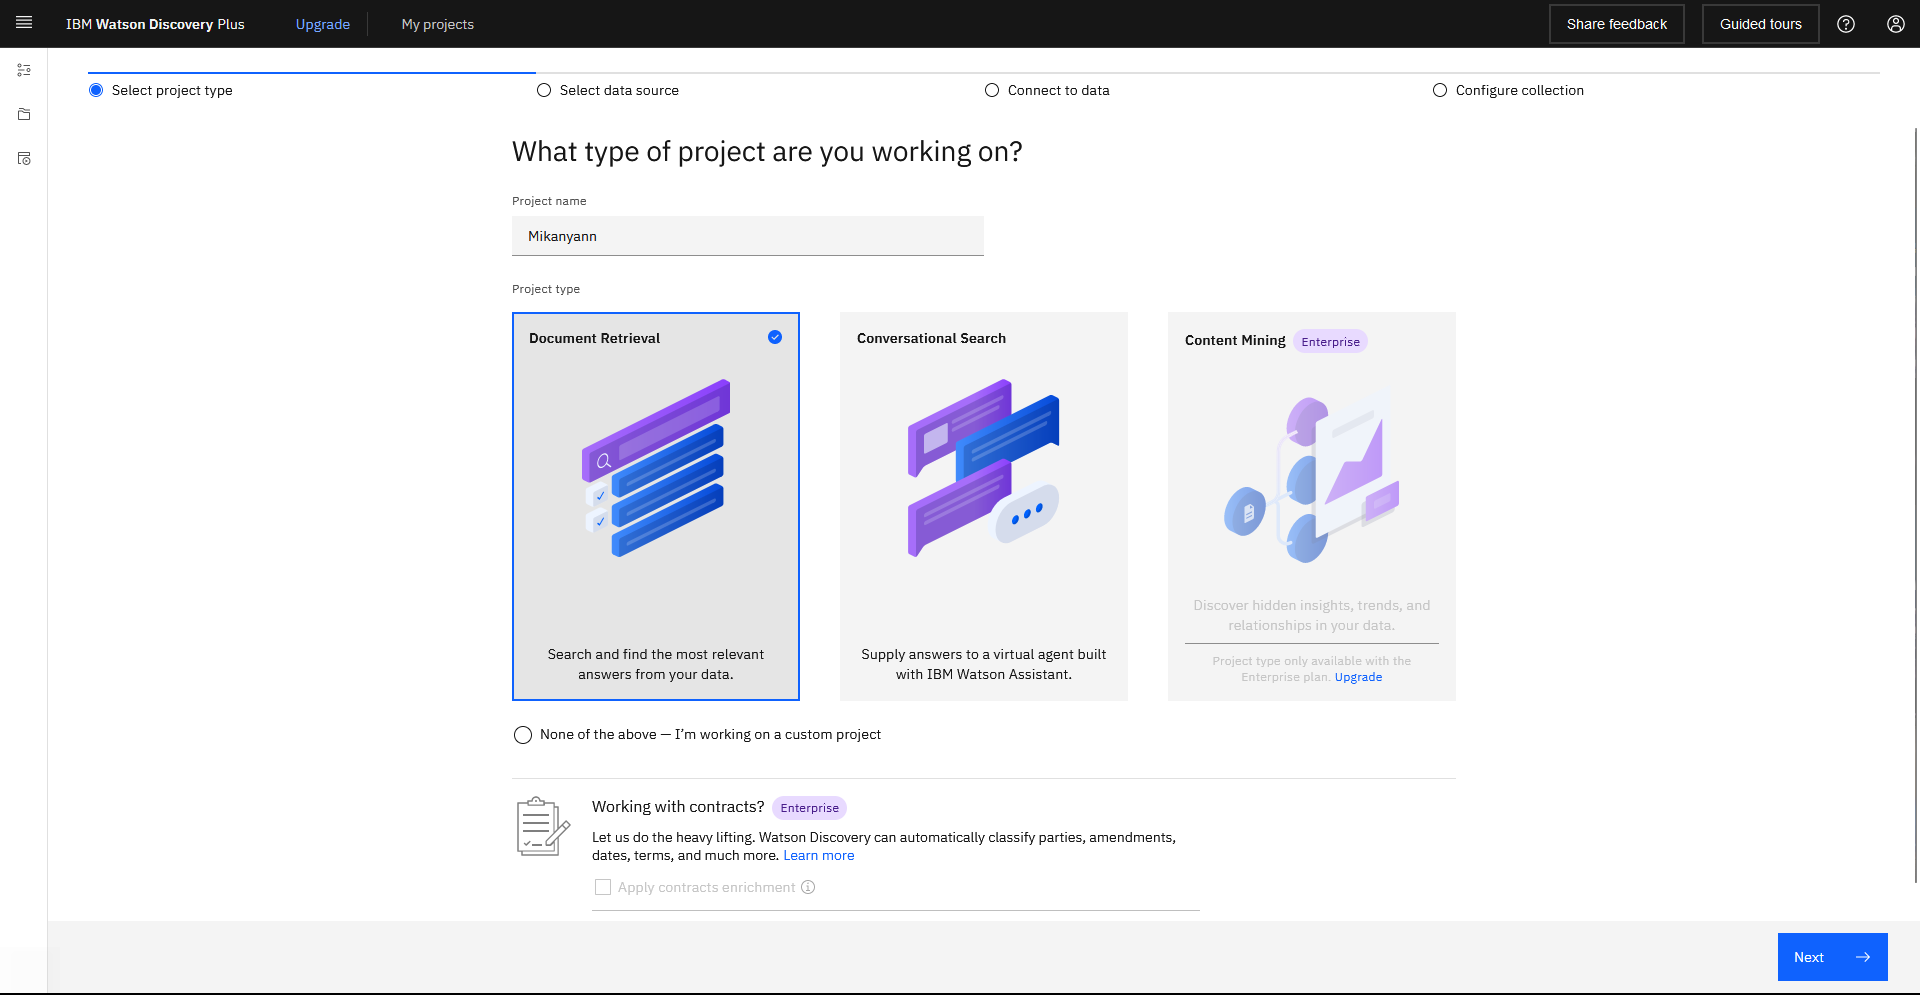 IBM Watson Discovery Plus
Upgrade
My projects
Share feedback
Guided tours
Select project type
Select data source
Connect to data
Configure collection
What type of project are you working on?
Project name
Mikanyann
Project type
Document Retrieval
Search and find the most relevant
answers from your data.
Conversational Search
Supply answers to a virtual agent built
with IBM Watson Assistant.
Content Mining Enterprise
Discover hidden insights, trends, and
relationships in your data.
Project type only available with the
Enterprise plan. Upgrade
None of the above — I’m working on a custom project
Working with contracts? Enterprise
Let us do the heavy lifting. Watson Discovery can automatically classify parties, amendments,
dates, terms, and much more. Learn more
Apply contracts enrichment
Next